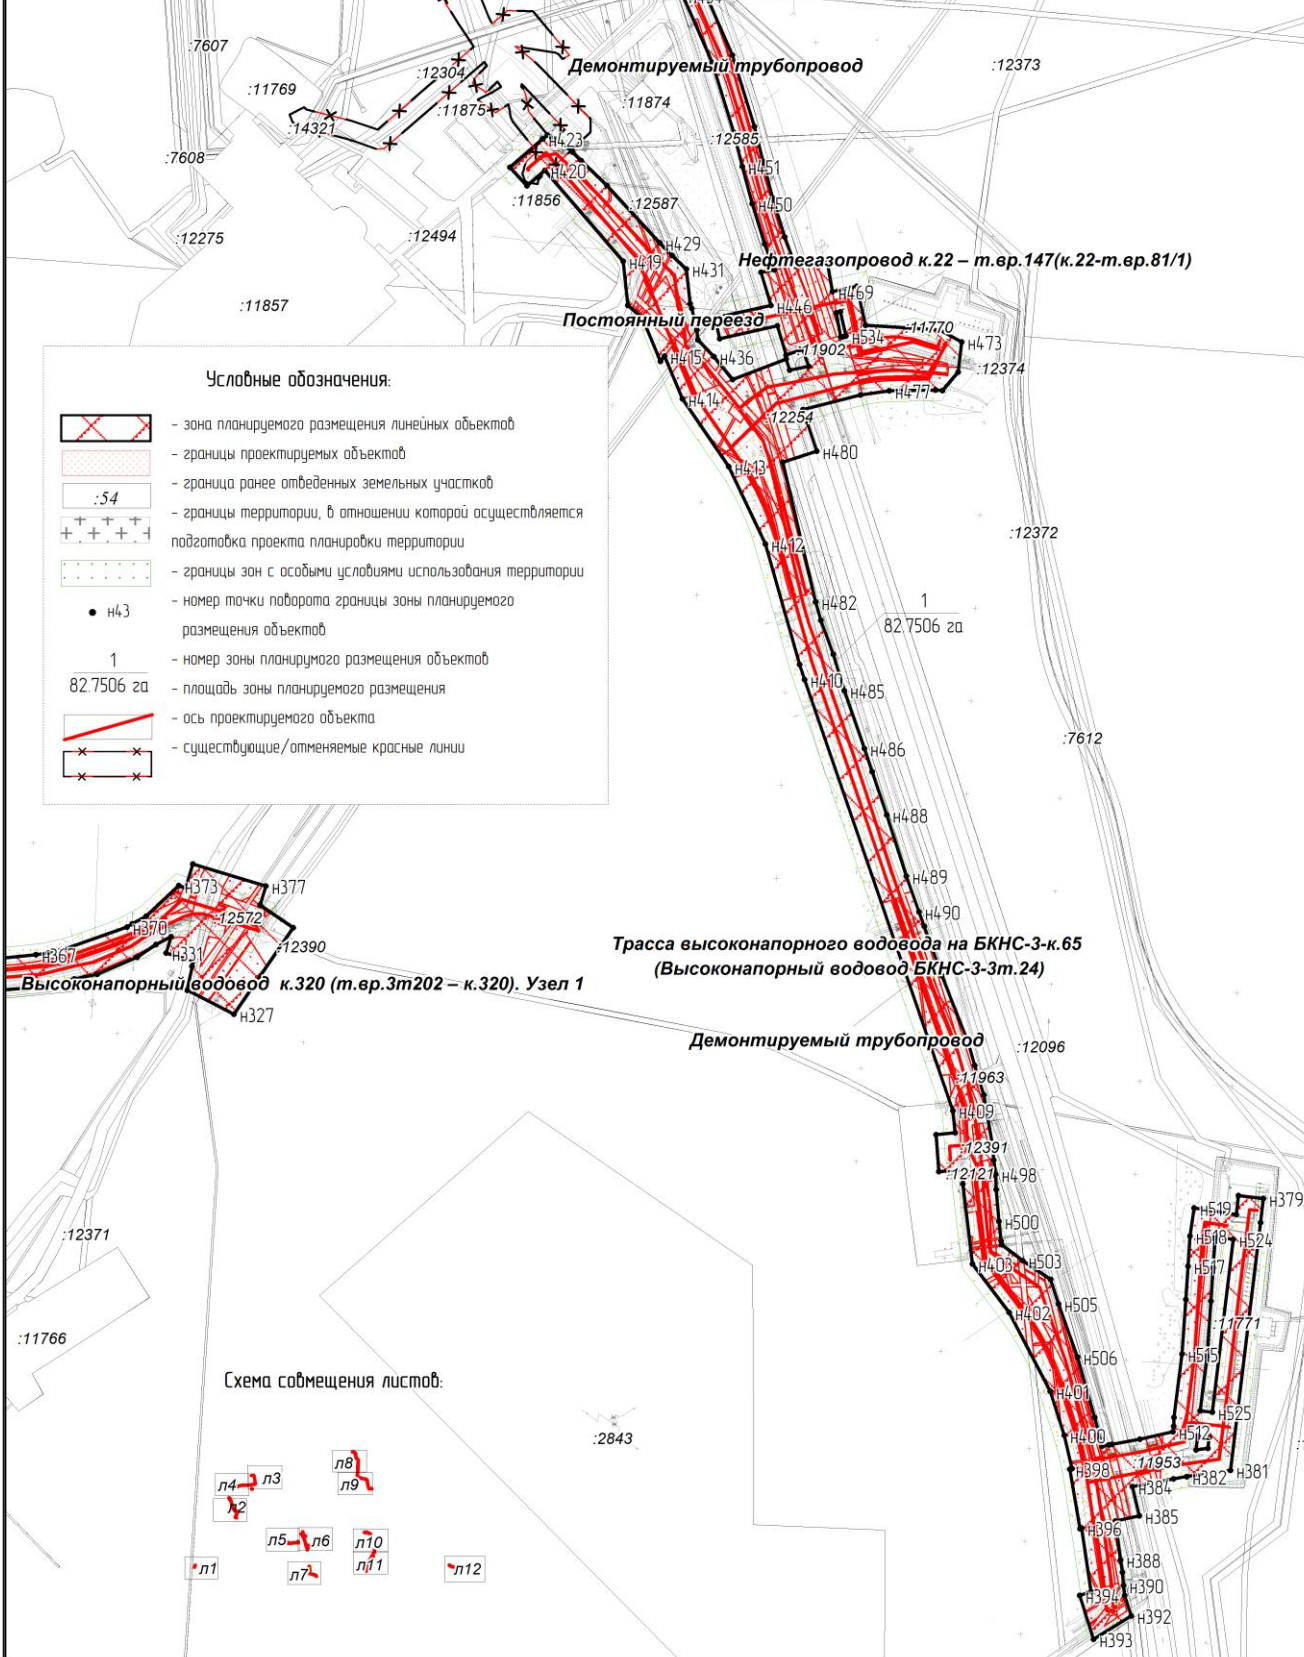 :7607
:12304
Демонтируемый трубопровод
:12373
:11769
:11875
:11874
:14321
:12585
н423
:7608
н420
н451
:11856
:12587
н450
:12275
:12494
н429
н419
н431
Нефтегазопровод к.22 – т.вр.147(к.22-т.вр.81/1)
:11857
н446
н469
Постоянный переезд
н534
:11770
н473
:11902
н415
н436
:12374
н477
н414
:12254
н480
н413
Условные обозначения:
- зона планируемого размещения линейных объектов
- границы проектируемых объектов
:54
- граница ранее отведенных земельных участков
- границы территории, в отношении которой осуществляется
подготовка проекта планировки территории
- границы зон с особыми условиями использования территории
н43
- номер точки поворота границы зоны планируемого
размещения объектов
1
82.7506 га
- номер зоны планирумого размещения объектов
- площадь зоны планируемого размещения
- ось проектируемого объекта
- существующие/отменяемые красные линии
:12372
н412
н482
1
82.7506 га
н410
н485
:7612
н486
н488
н489
н490
н373
н377
:12572
н370
:12390
н367
н331
Высоконапорный водовод к.320 (т.вр.3т202 – к.320). Узел 1
н327
Трасса высоконапорного водовода на БКНС-3-к.65
(Высоконапорный водовод БКНС-3-3т.24)
Демонтируемый трубопровод
:12096
:11963
н409
:12391
:12121
н498
н500
н403
н503
н402
н505
н506
н401
н400
н398
н519
н379
н518
н524
н517
:11771
н515
н525
н512
:11953
н382
н381
н384
н385
н396
н388
н390
н394
н392
н393
:12371
:11766
:2843
Схема совмещения листов:
л8
л9
л4
л3
л2
л5
л6
л10
л11
л1
л7
л12